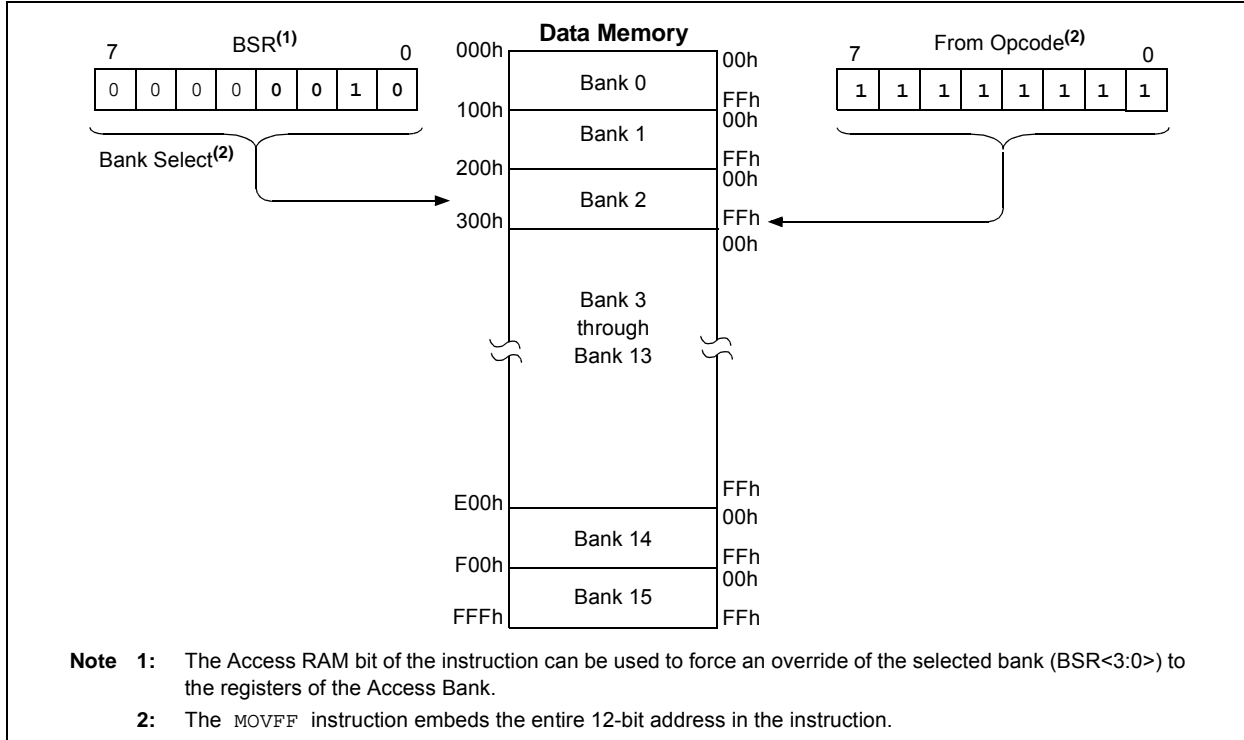 Data Memory
7 BSR(1) 0
0 0 0 0 0 0 1 0
Bank Select(2)
7 From Opcode(2) 0
1 1 1 1 1 1 1 1
000h
Bank 0
00h
FFh
100h
Bank 1
00h
FFh
200h
Bank 2
00h
FFh
300h
00h
Bank 3
through
Bank 13
FFh
E00h
Bank 14
00h
FFh
F00h
Bank 15
00h
FFFh
FFh
Note 1: The Access RAM bit of the instruction can be used to force an override of the selected bank (BSR<3:0>) to
the registers of the Access Bank.
2: The MOVFF instruction embeds the entire 12-bit address in the instruction.